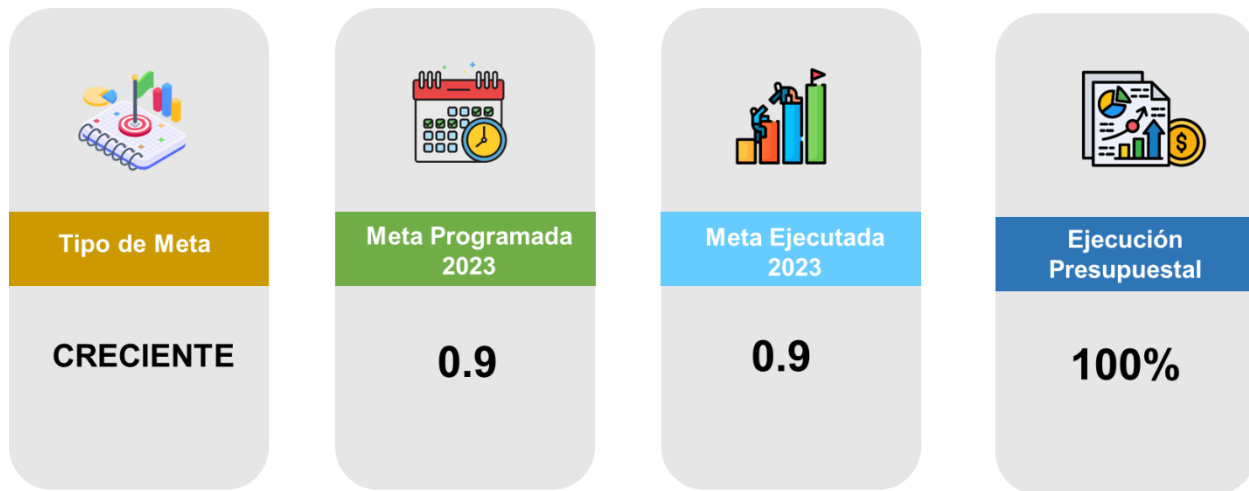 Tipo de Meta
CRECIENTE
Meta Programada
2023
0.9
Meta Ejecutada
2023
0.9
Ejecución
Presupuestal
100%